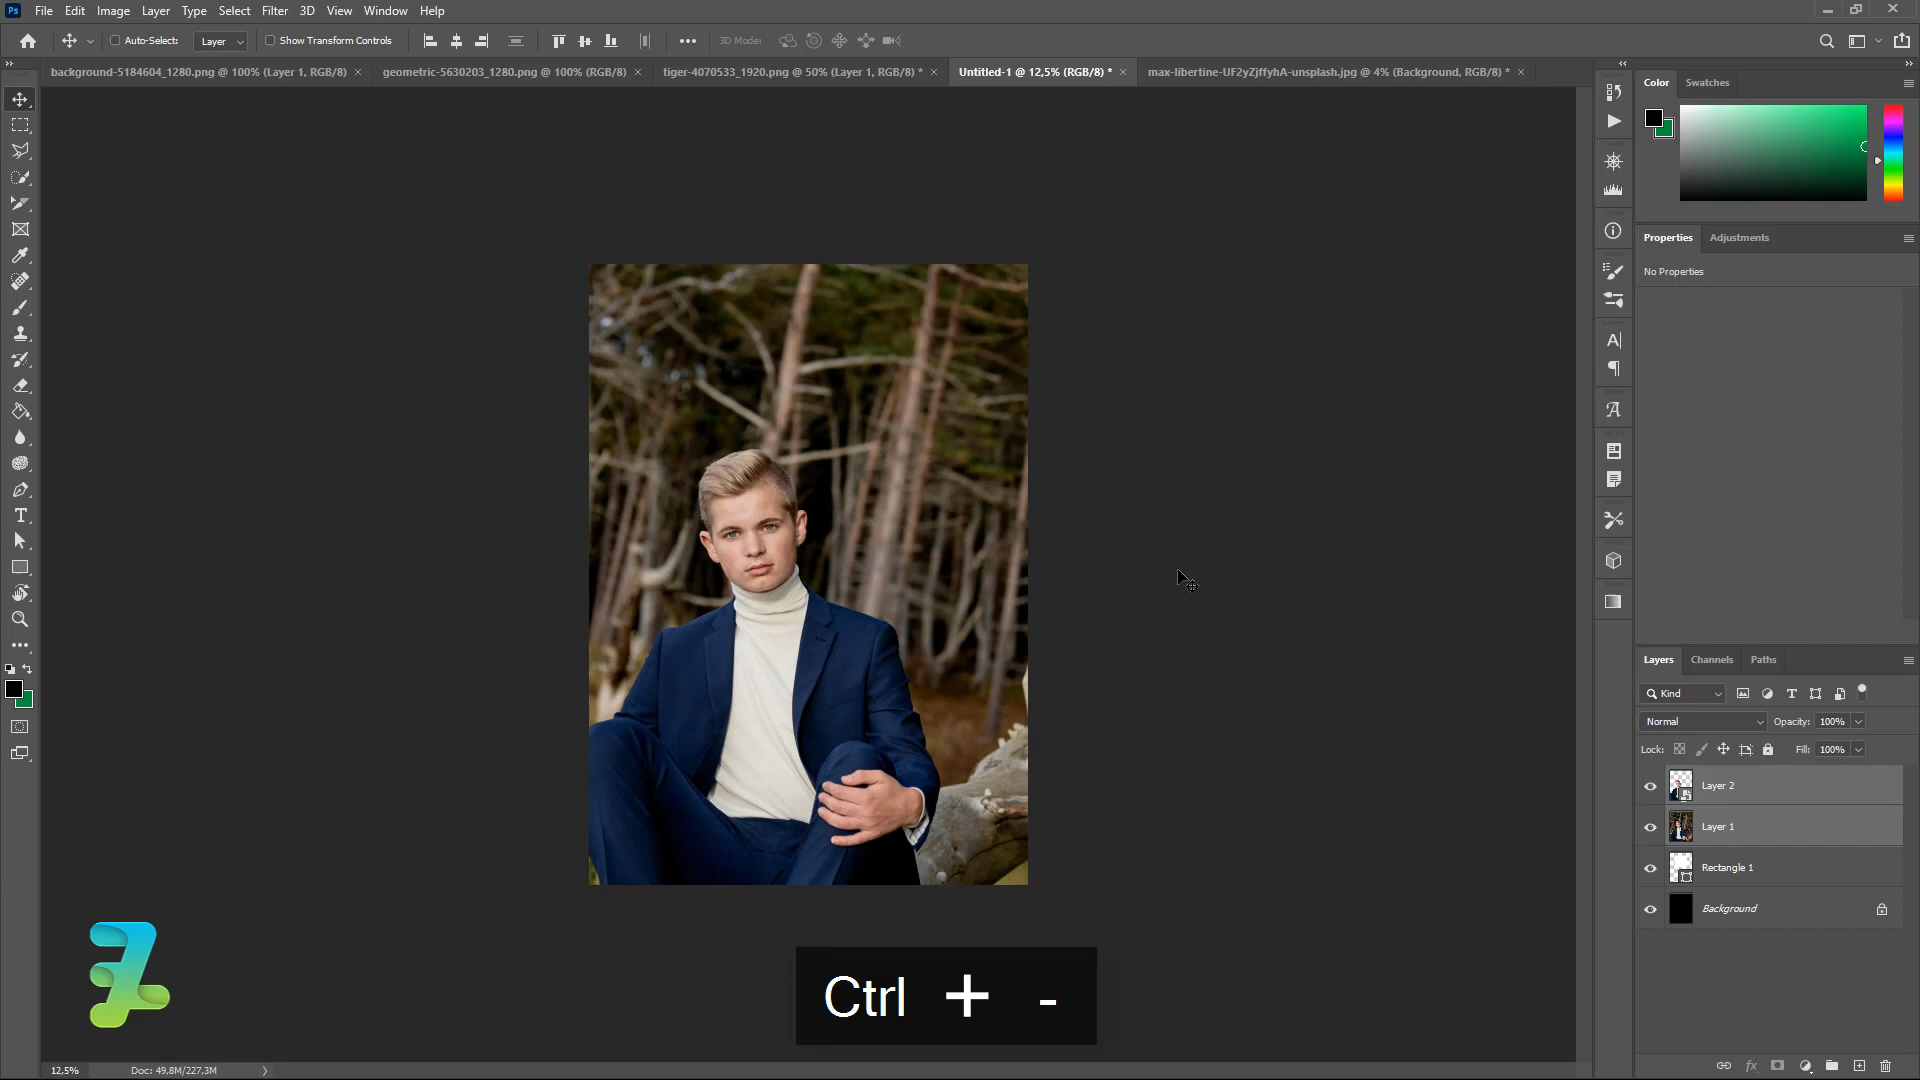 Ps File Edit Image Layer Type Select Filter 3D View Window Help
Auto-Select: Layer Show Transform Controls 3D Mode:
background-5184604_1280.png @ 100% (Layer 1, RGB/8) geometric-5630203_1280.png @ 100% (RGB/8) tiger-4070533_1920.png @ 50% (Layer 1, RGB/8) * Untitled-1 @ 12,5% (RGB/8) * max-libertine-UF2yZjffyhA-unsplash.jpg @ 4% (Background, RGB/8) *
Color Swatches
Properties Adjustments
No Properties
Layers Channels Paths
Kind
Normal Opacity: 100%
Lock: Fill: 100%
Layer 2
Layer 1
Rectangle 1
Background
Ctrl + -
12,5% Doc: 49,8M/227,3M